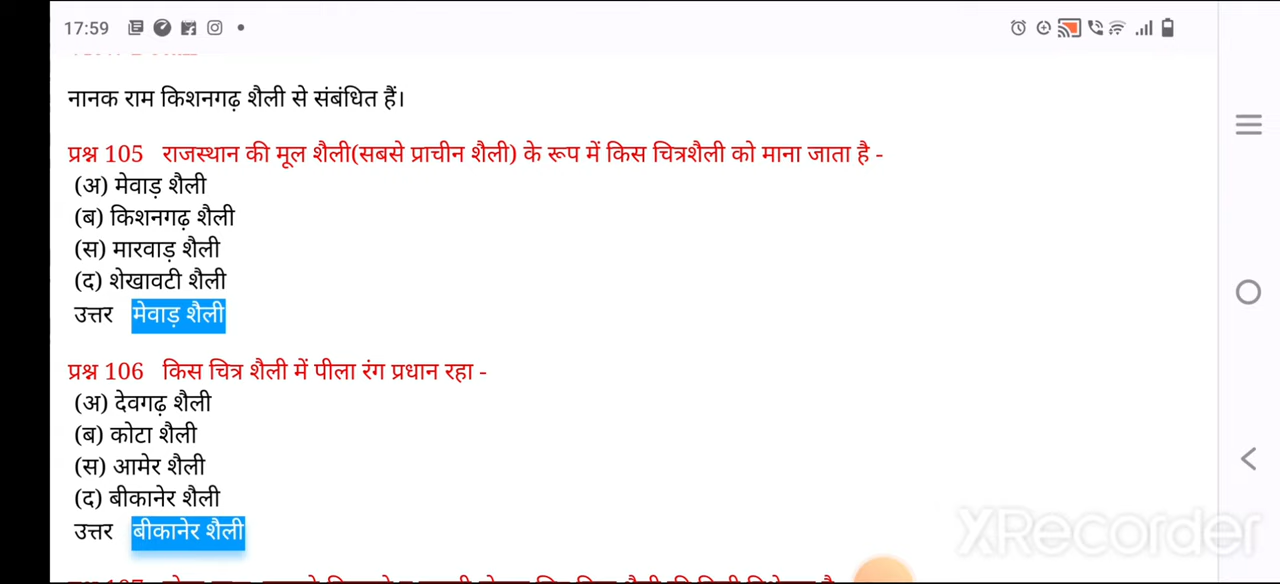 17:59
नानक राम किशनगढ़ शैली से संबंधित हैं।
प्रश्न 105 राजस्थान की मूल शैली(सबसे प्राचीन शैली) के रूप में किस चित्रशैली को माना जाता है -
(अ) मेवाड़ शैली
(ब) किशनगढ़ शैली
(स) मारवाड़ शैली
(द) शेखावटी शैली
उत्तर मेवाड़ शैली
प्रश्न 106 किस चित्र शैली में पीला रंग प्रधान रहा -
(अ) देवगढ़ शैली
(ब) कोटा शैली
(स) आमेर शैली
(द) बीकानेर शैली
उत्तर बीकानेर शैली
XRecorder